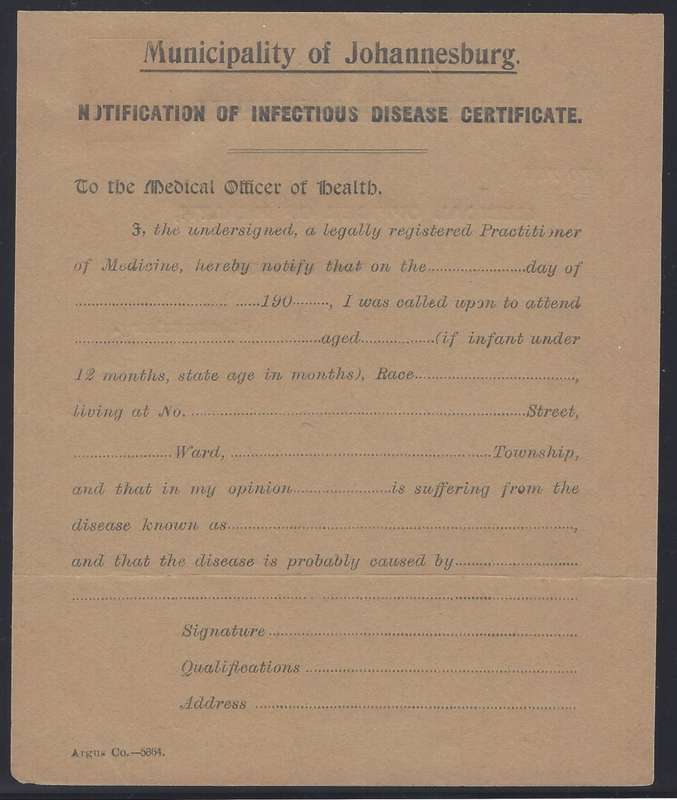 Municipality of Johannesburg.
NOTIFICATION OF INFECTIOUS DISEASE CERTIFICATE.
To the Medical Officer of Health.
I, the undersigned, a legally registered Practitioner
of Medicine, hereby notify that on the........................day of
............................................190........., I was called upon to attend
............................................................aged..................(if infant under
12 months, state age in months), Race........................................,
living at No. ....................................................................................Street,
.........................Ward, .................................................................Township,
and that in my opinion........................is suffering from the
disease known as......................................................................................,
and that the disease is probably caused by...............................
................................................................................................................................
Signature..............................................................................
Qualifications ....................................................................
Address ................................................................................
Argus Co.—5864.